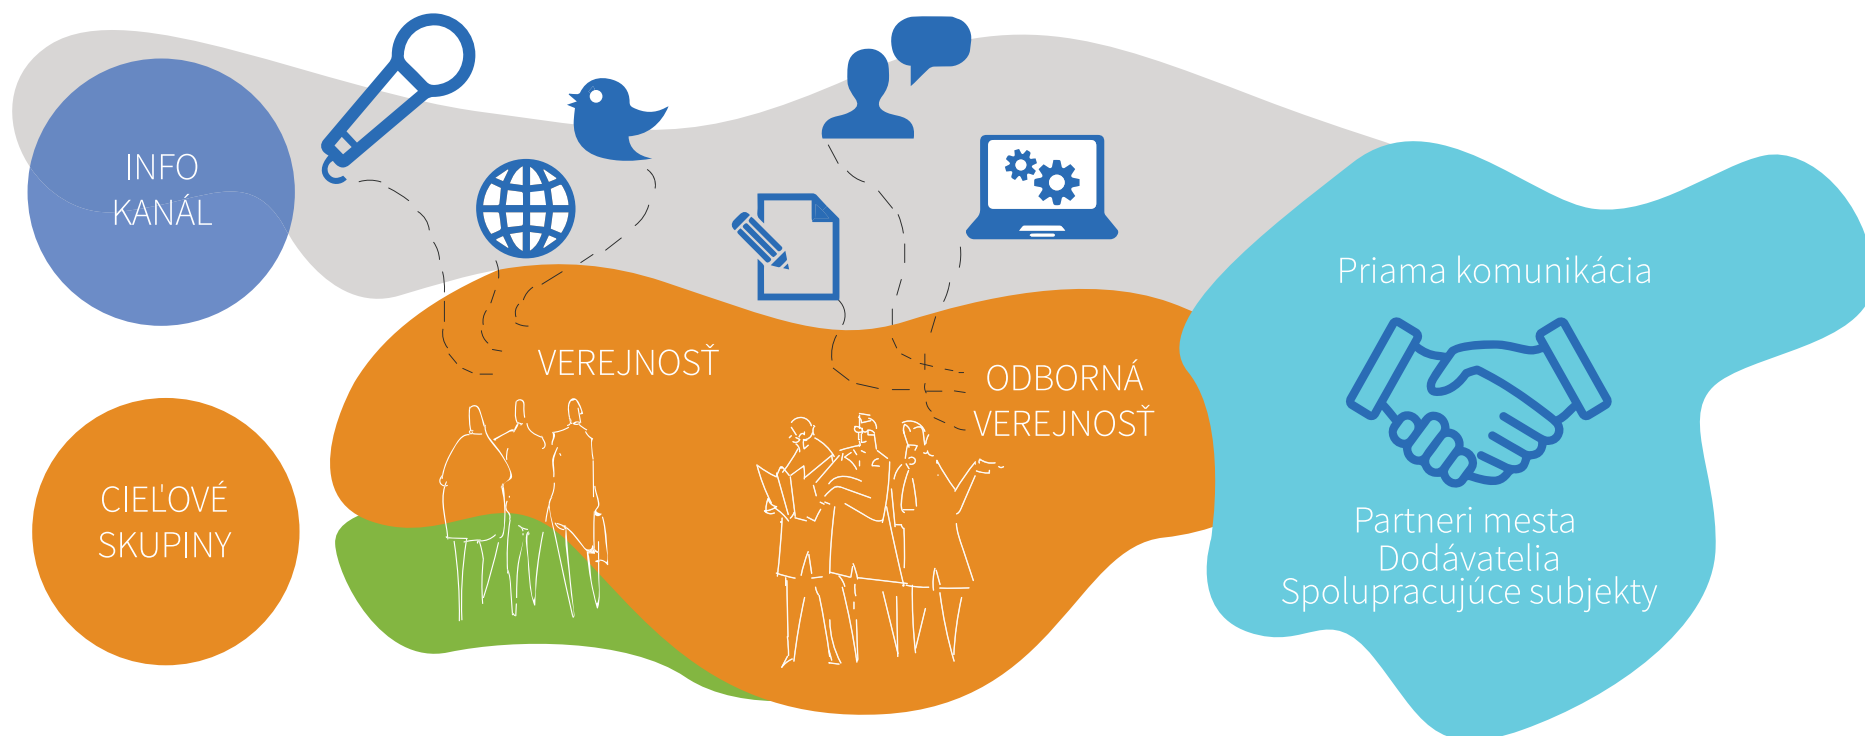 INFO
KANÁL
CIEĽOVÉ
SKUPINY
VEREJNOSŤ
ODBORNÁ
VEREJNOSŤ
Priama komunikácia
Partneri mesta
Dodávatelia
Spolupracujúce subjekty